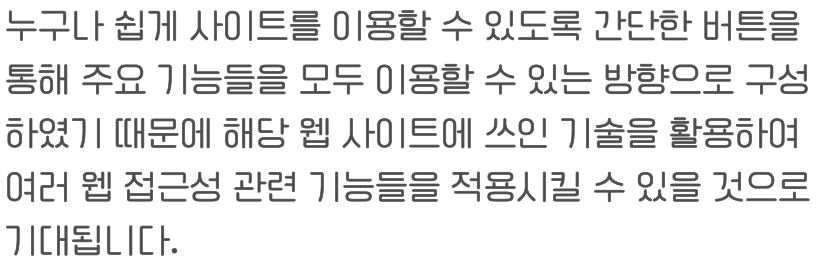 누구나 쉽게 사이트를 이용할 수 있도록 간단한 버튼을
통해 주요 기능들을 모두 이용할 수 있는 방향으로 구성
하였기 때문에 해당 웹 사이트에 쓰인 기술을 활용하여
여러 웹 접근성 관련 기능들을 적용시킬 수 있을 것으로
기대됩니다.